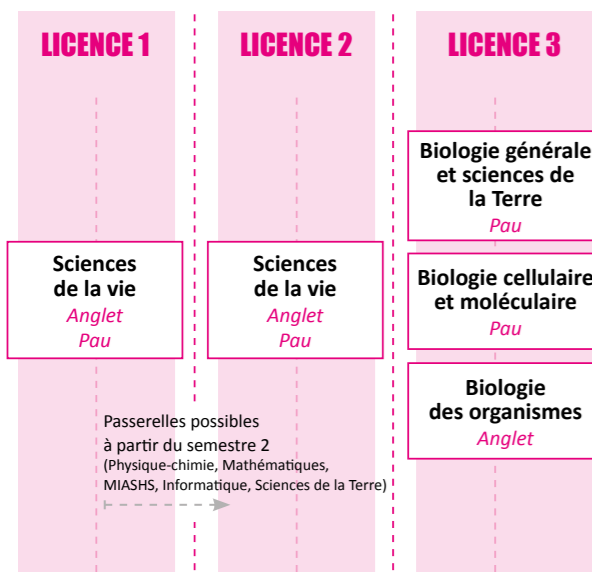 LICENCE 1
LICENCE 2
LICENCE 3
Sciences
de la vie
Anglet
Pau
Sciences
de la vie
Anglet
Pau
Biologie générale
et sciences de
la Terre
Pau
Biologie cellulaire
et moléculaire
Pau
Biologie
des organismes
Anglet
Passerelles possibles
à partir du semestre 2
(Physique-chimie, Mathématiques,
MIASHS, Informatique, Sciences de la Terre)